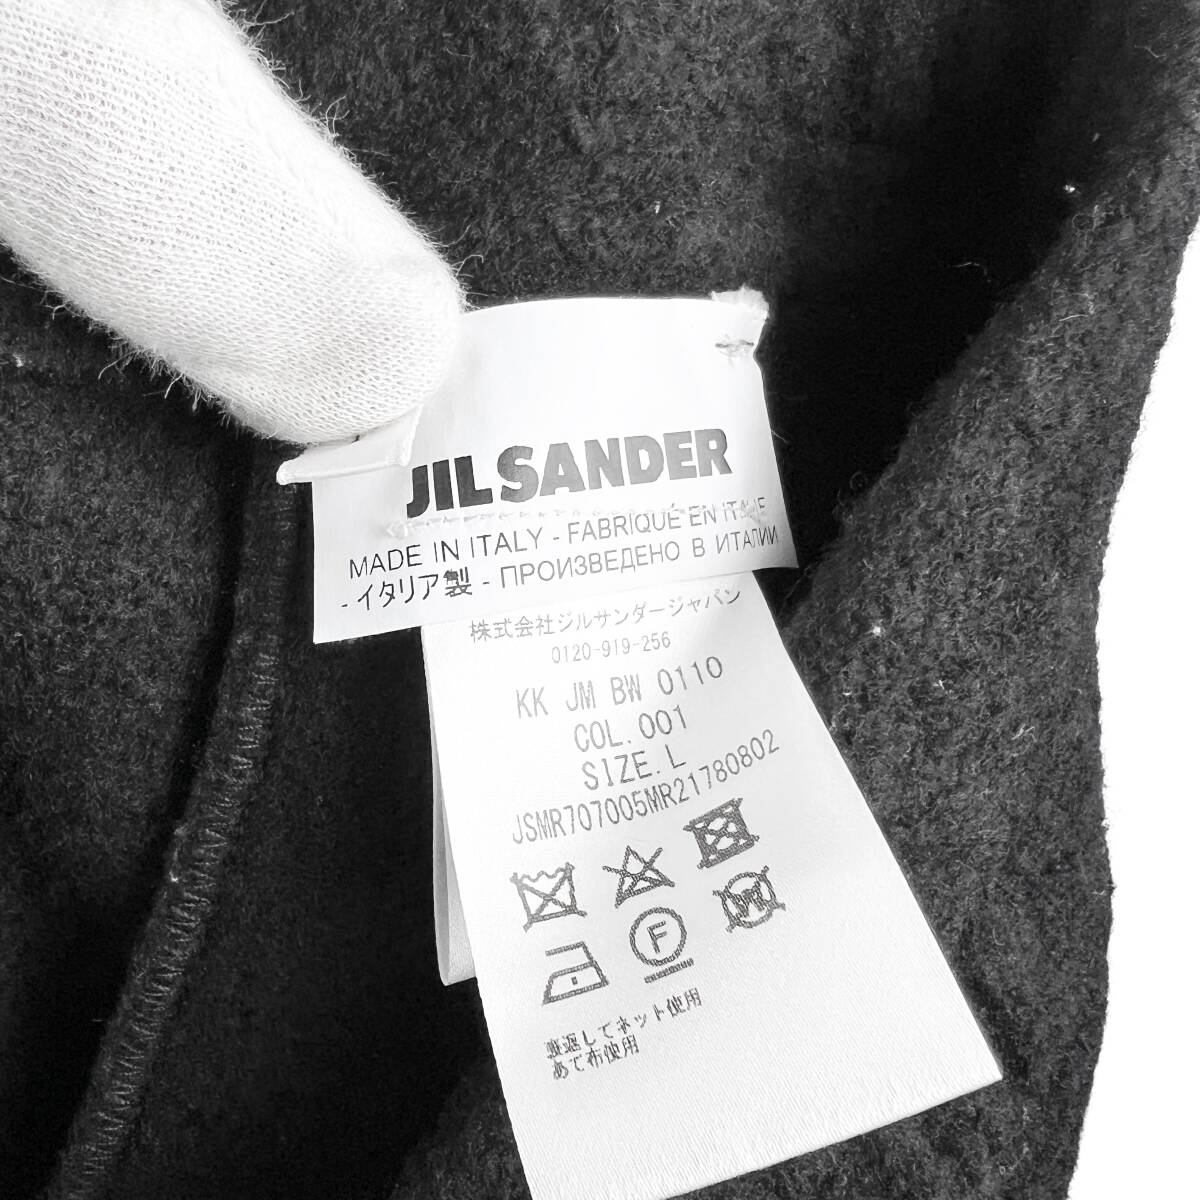 JIL SANDER
MADE IN ITALY - FABRIQUÉ EN ITALIE
- イタリア製 - ПРОИЗВЕДЕНО В ИТАЛИИ
株式会社ジルサンダージャパン
0120-919-256
KK JM BW 0110
COL.001
SIZE.L
JSMR707005MR21780802
F
W
裏返してネット使用
あて布使用